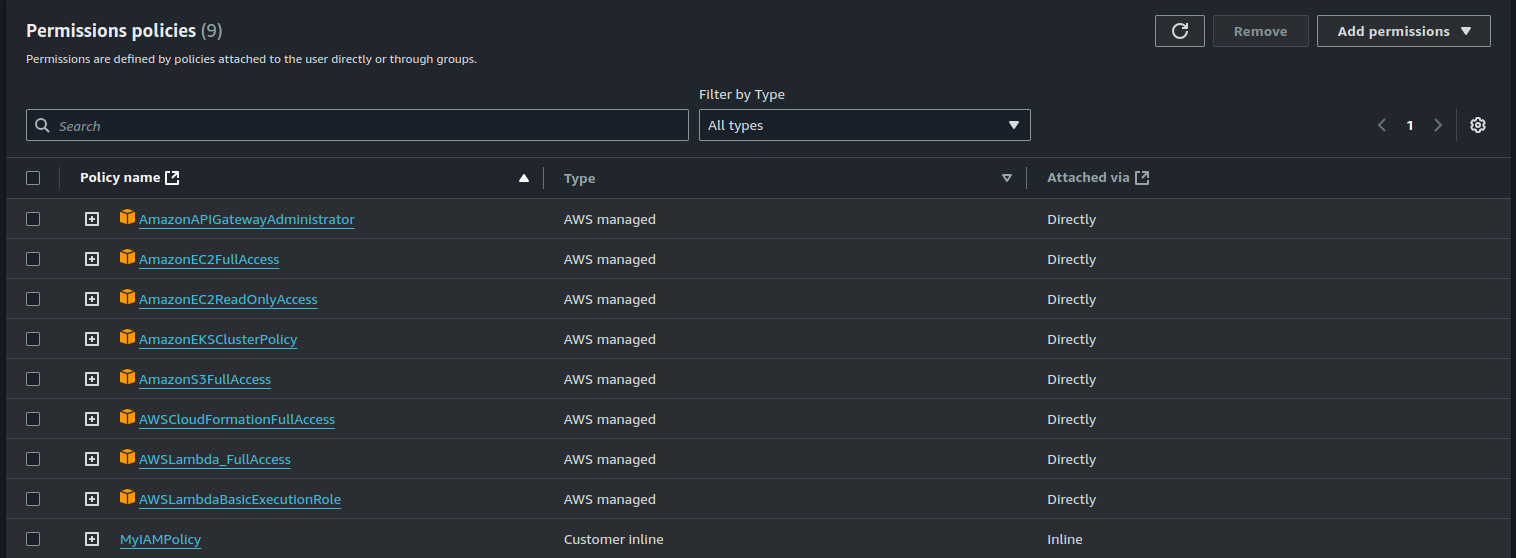 Permissions policies (9)
Remove
Add permissions
Permissions are defined by policies attached to the user directly or through groups.
Filter by Type
Search
All types
1
Policy name Type Attached via
AmazonAPIGatewayAdministrator AWS managed Directly
AmazonEC2FullAccess AWS managed Directly
AmazonEC2ReadOnlyAccess AWS managed Directly
AmazonEKSClusterPolicy AWS managed Directly
AmazonS3FullAccess AWS managed Directly
AWSCloudFormationFullAccess AWS managed Directly
AWSLambda_FullAccess AWS managed Directly
AWSLambdaBasicExecutionRole AWS managed Directly
MyIAMPolicy Customer inline Inline